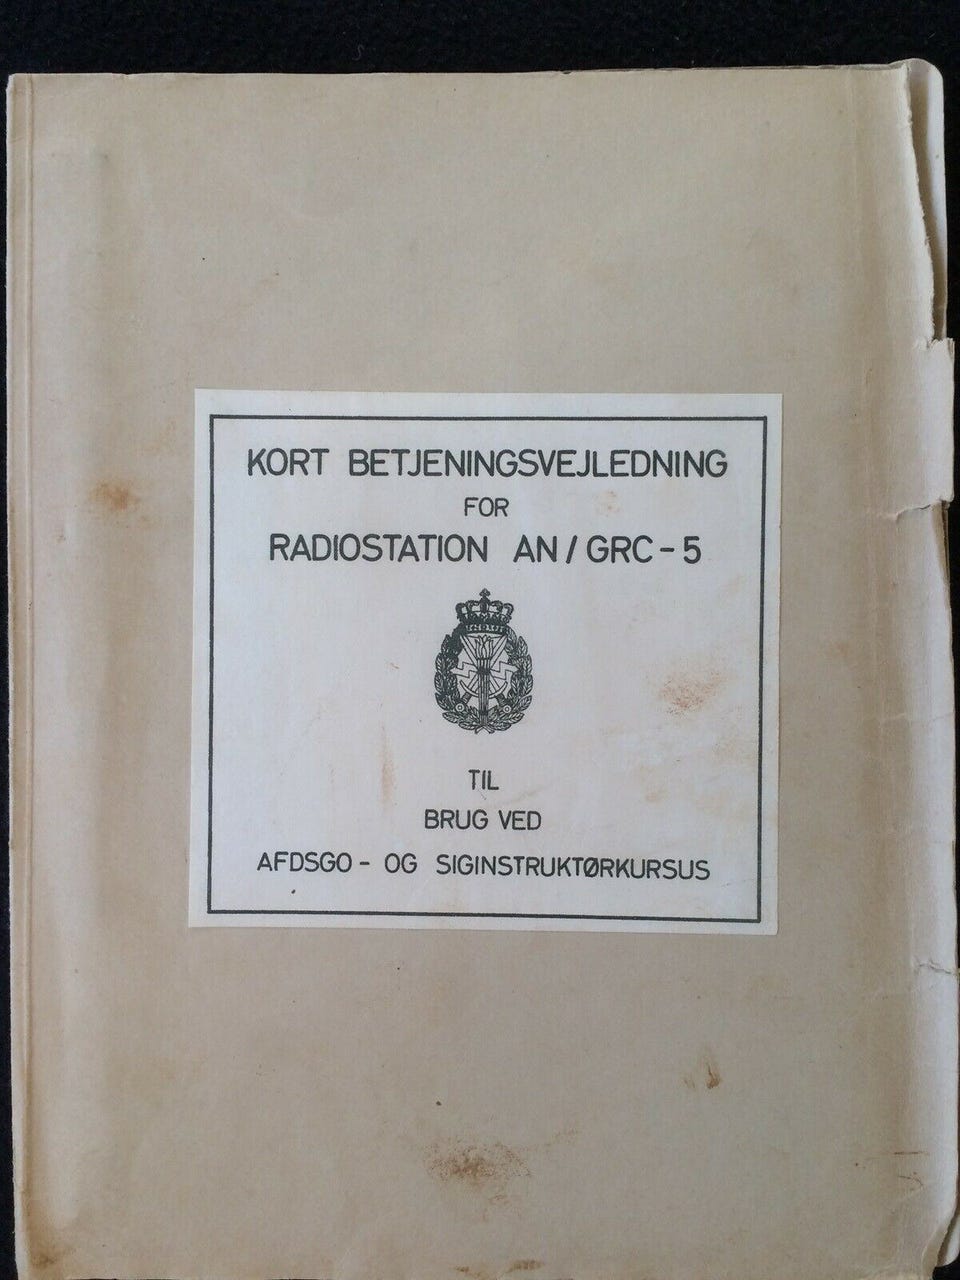 KORT BETJENINGSVEJLEDNING
FOR
RADIOSTATION AN/GRC-5
TIL
BRUG VED
AFDSGO- OG SIGINSTRUKTØRKURSUS